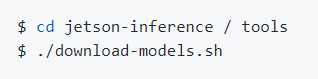 $ cd jetson-inference / tools
$ ./download-models.sh